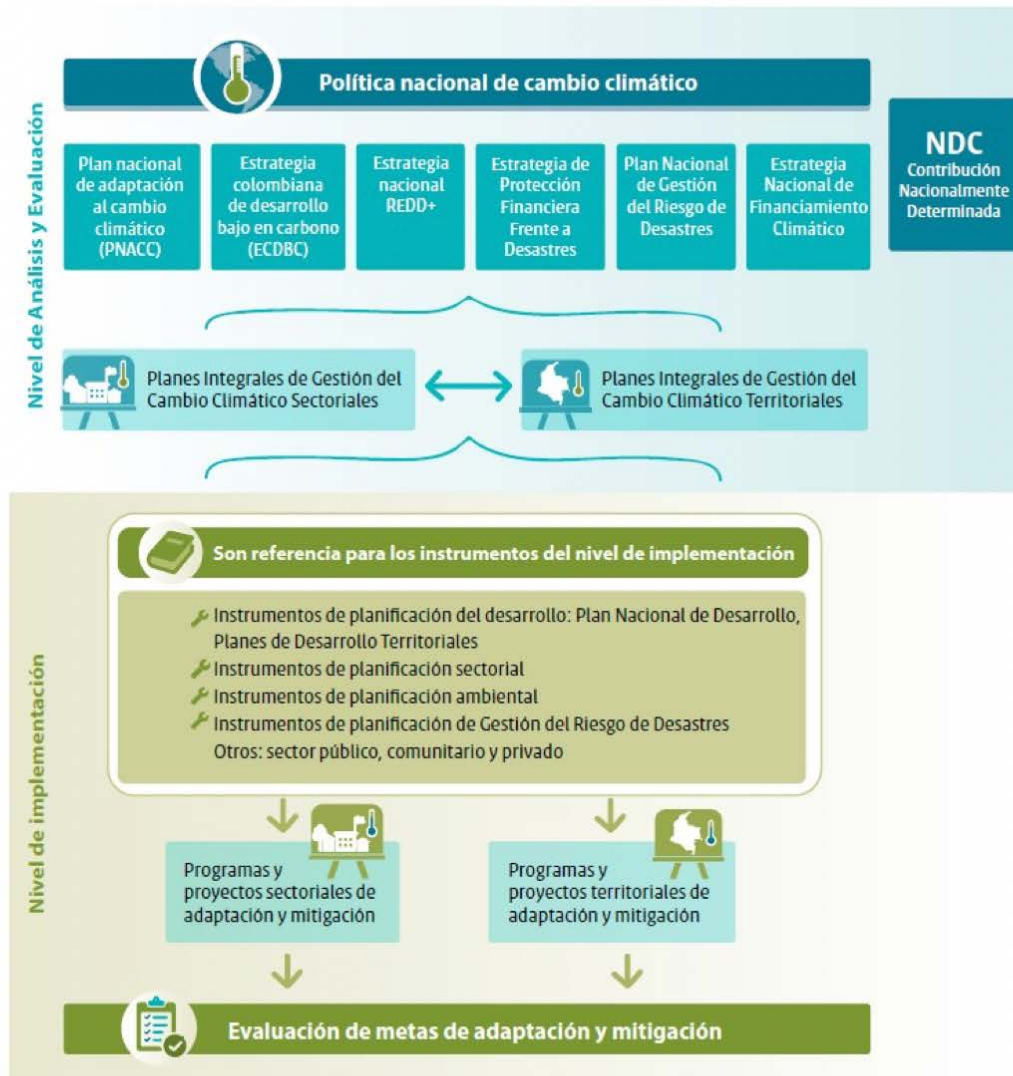 Nivel de Análisis y Evaluación
Política nacional de cambio climático
Plan nacional
de adaptación
al cambio
climático
(PNACC)
Estrategia
colombiana
de desarrollo
bajo en carbono
(ECDBC)
Estrategia
nacional
REDD+
Estrategia de
Protección
Financiera
Frente a
Desastres
Plan Nacional
de Gestión
del Riesgo de
Desastres
Estrategia
Nacional de
Financiamiento
Climático
NDC
Contribución
Nacionalmente
Determinada
Planes Integrales de Gestión del
Cambio Climático Sectoriales
Planes Integrales de Gestión del
Cambio Climático Territoriales
Nivel de implementación
Son referencia para los instrumentos del nivel de implementación
Instrumentos de planificación del desarrollo: Plan Nacional de Desarrollo,
Planes de Desarrollo Territoriales
Instrumentos de planificación sectorial
Instrumentos de planificación ambiental
Instrumentos de planificación de Gestión del Riesgo de Desastres
Otros: sector público, comunitario y privado
Programas y
proyectos sectoriales de
adaptación y mitigación
Programas y
proyectos territoriales de
adaptación y mitigación
Evaluación de metas de adaptación y mitigación